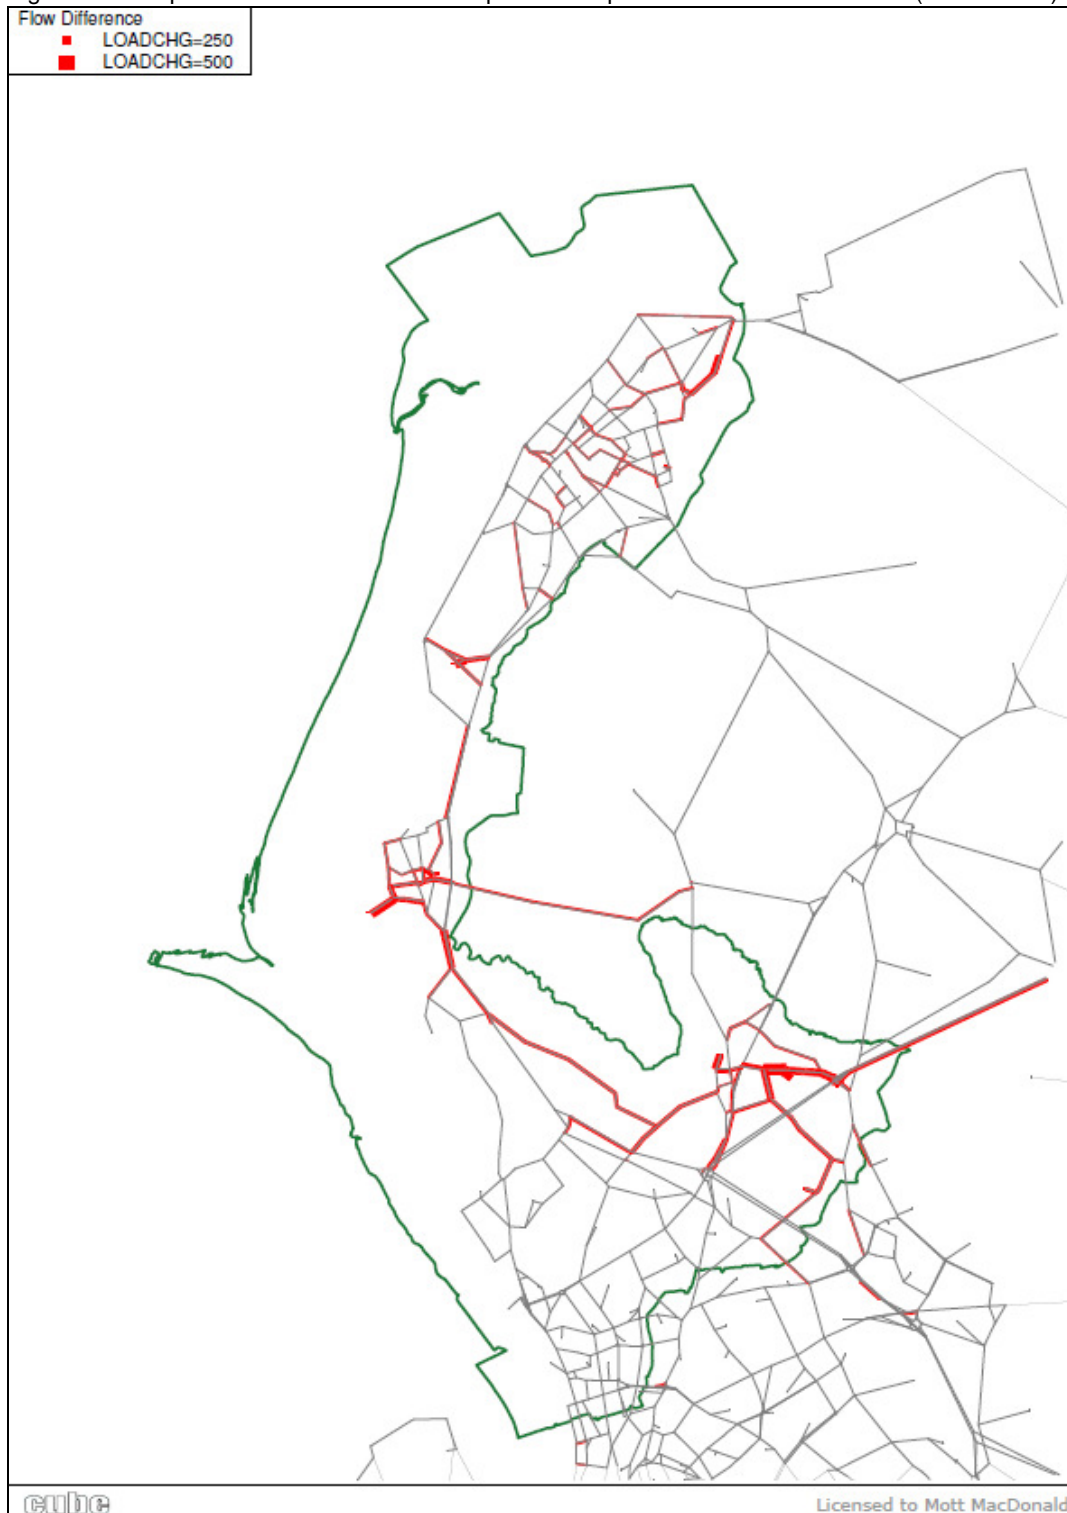 Flow Difference
LOADCHG=250
LOADCHG=500
cube
Licensed to Mott MacDonald